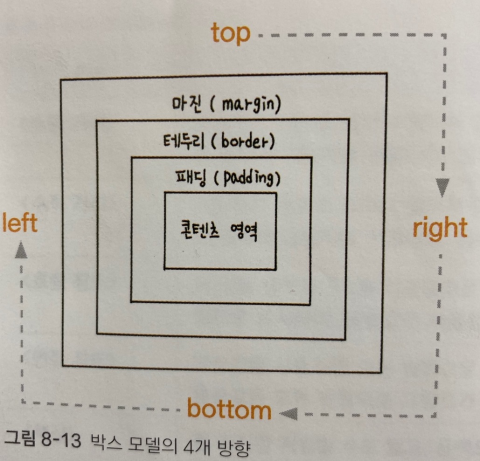 top
마진 (margin)
테두리 (border)
패딩 (padding)
콘텐츠 영역
left
right
bottom
그림 8-13 박스 모델의 4개 방향